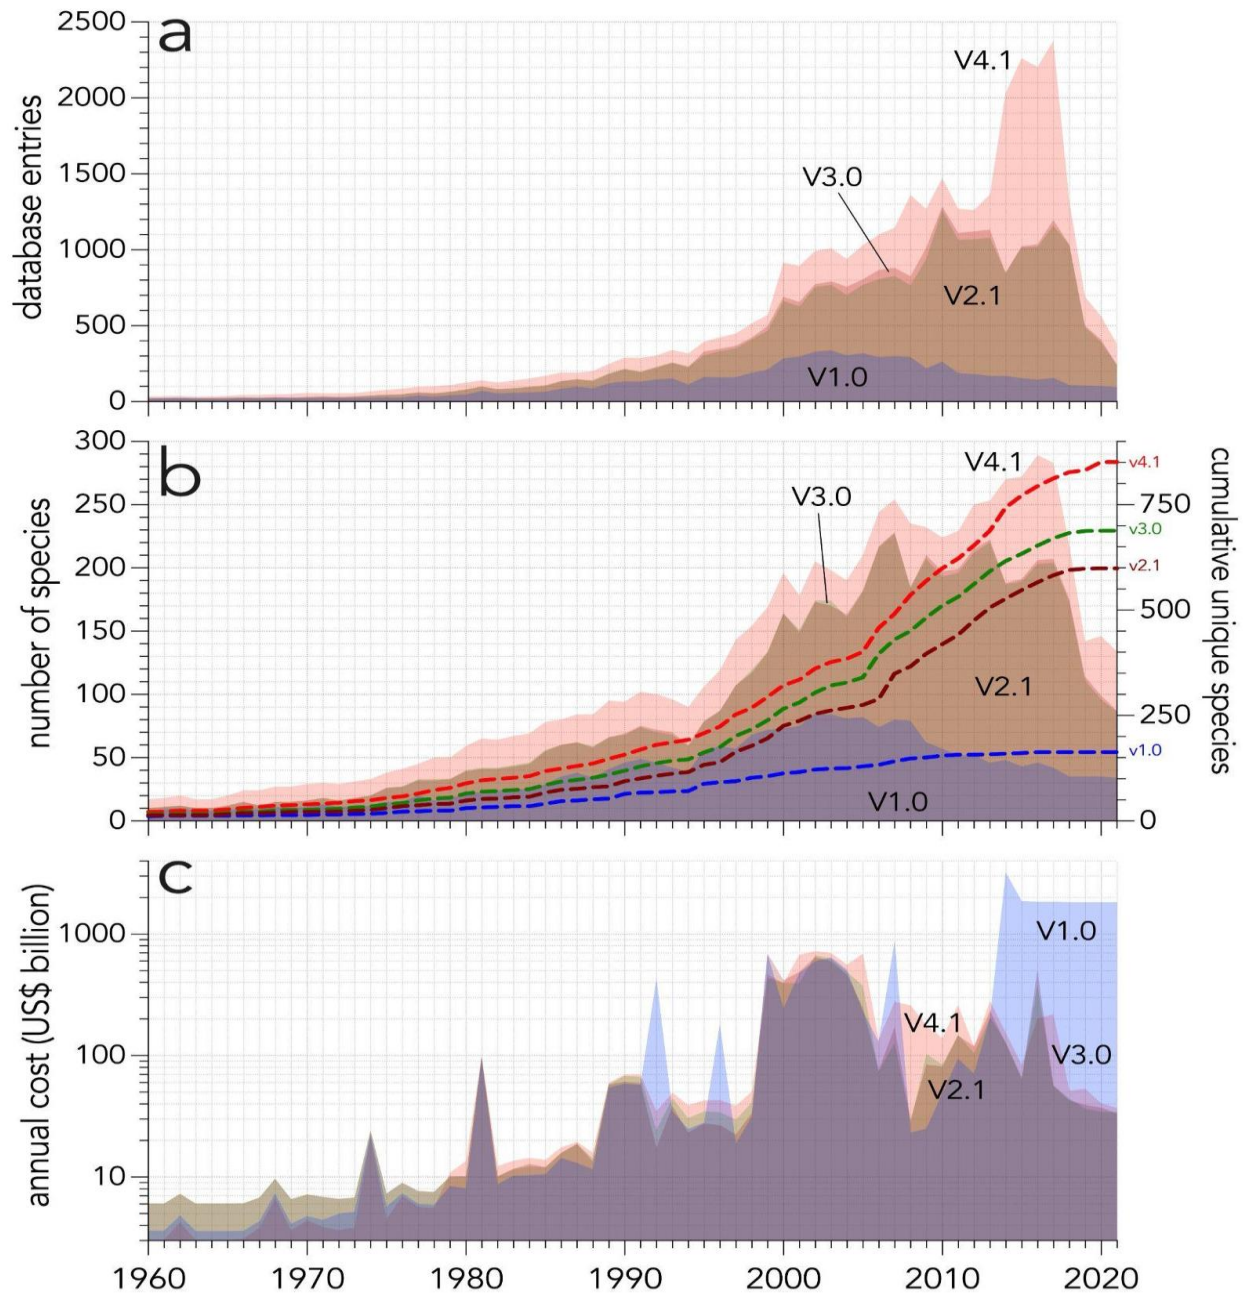 a
database entries
2500
2000
1500
1000
500
0
V4.1
V3.0
V2.1
V1.0
b
number of species
300
250
200
150
100
50
0
V4.1
V3.0
V2.1
V1.0
v4.1
v3.0
v2.1
v1.0
750
500
250
0
cumulative unique species
c
annual cost (US$ billion)
1000
100
10
V1.0
V4.1
V3.0
V2.1
1960 1970 1980 1990 2000 2010 2020